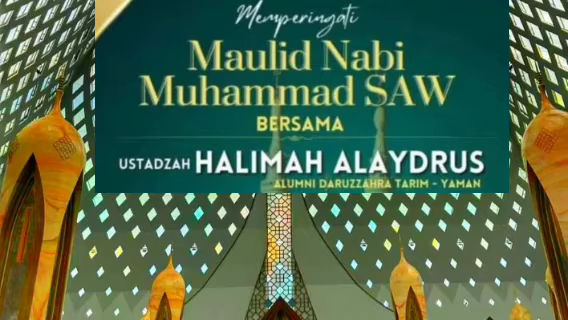 Memperingati
Maulid Nabi
Muhammad SAW
BERSAMA
USTADZAH HALIMAH ALAYDRUS
ALUMNI DARUZZAHRA TARIM - YAMAN